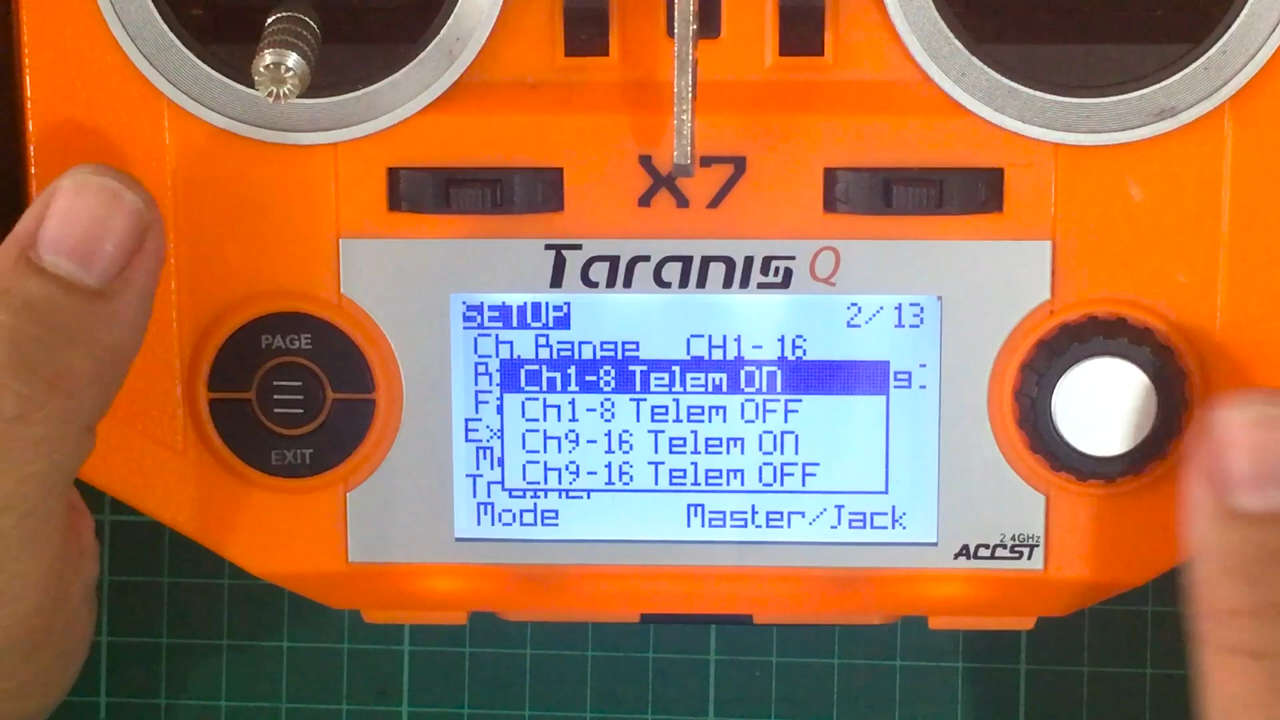 X7
Taranis Q
PAGE
EXIT
SETUP 2/13
Ch. Range CH1-16
Ch1-8 Telem ON
Ch1-8 Telem OFF
Ch9-16 Telem ON
Ch9-16 Telem OFF
Trainer
Mode Master/Jack
2.4GHz
ACCST